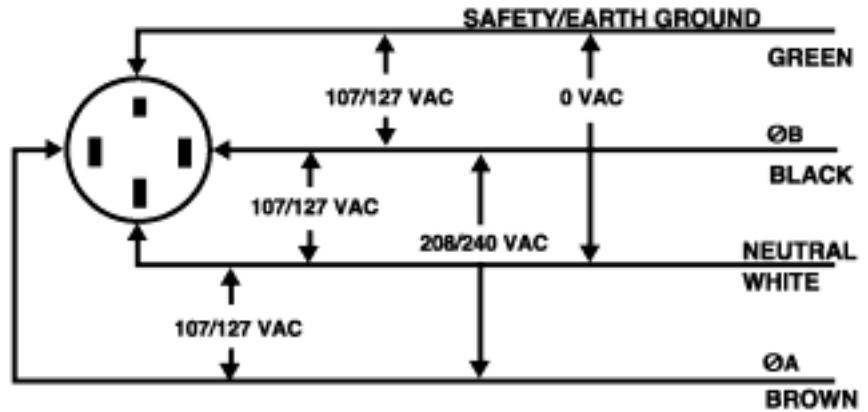 SAFETY/EARTH GROUND
GREEN
107/127 VAC
0 VAC
ØB
BLACK
107/127 VAC
208/240 VAC
NEUTRAL
WHITE
107/127 VAC
ØA
BROWN